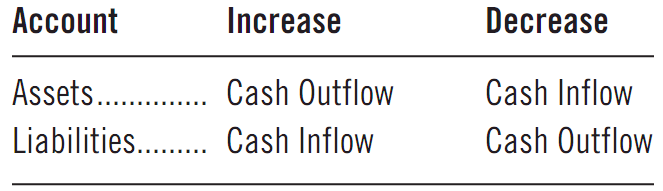 Account Increase Decrease
Assets.............. Cash Outflow Cash Inflow
Liabilities......... Cash Inflow Cash Outflow